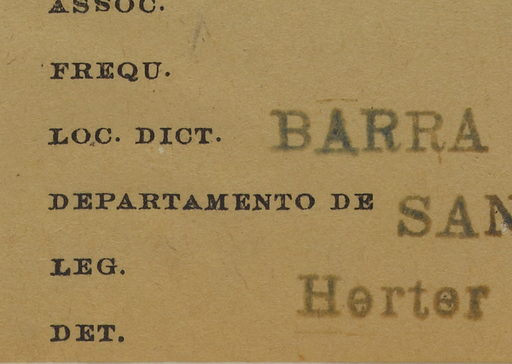 ASSOC.
FREQU.
LOC. DICT. BARRA
DEPARTAMENTO DE SAN
LEG. Herter
DET.